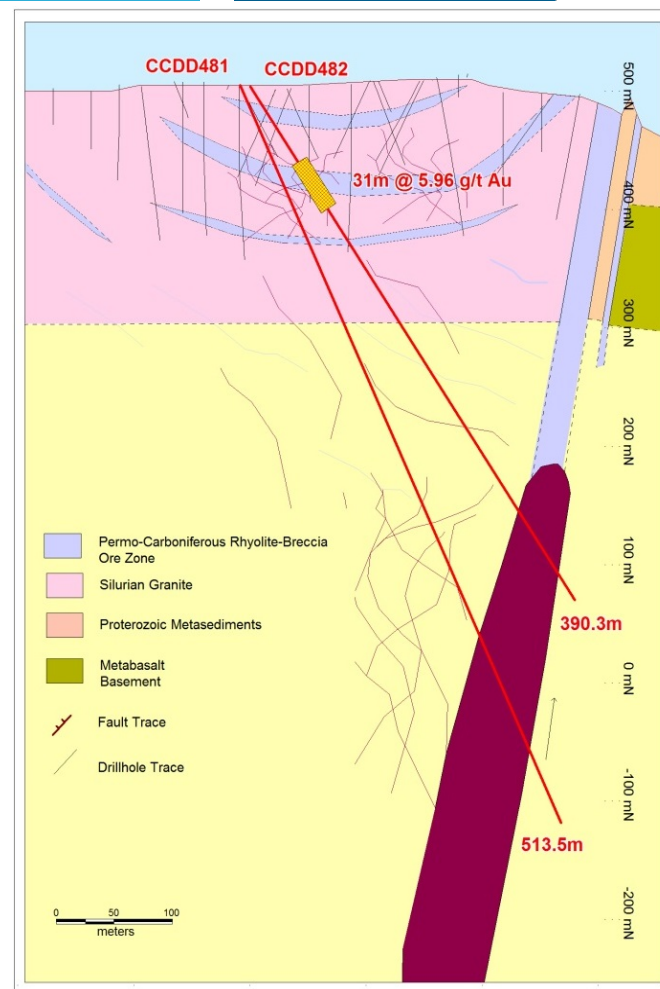 CCDD481
CCDD482
500 mN
31m @ 5.96 g/t Au
400 mN
300 mN
200 mN
100 mN
0 mN
-100 mN
-200 mN
390.3m
513.5m
Permo-Carboniferous Rhyolite-Breccia
Ore Zone
Silurian Granite
Proterozoic Metasediments
Metabasalt
Basement
Fault Trace
Drillhole Trace
0 50 100
meters